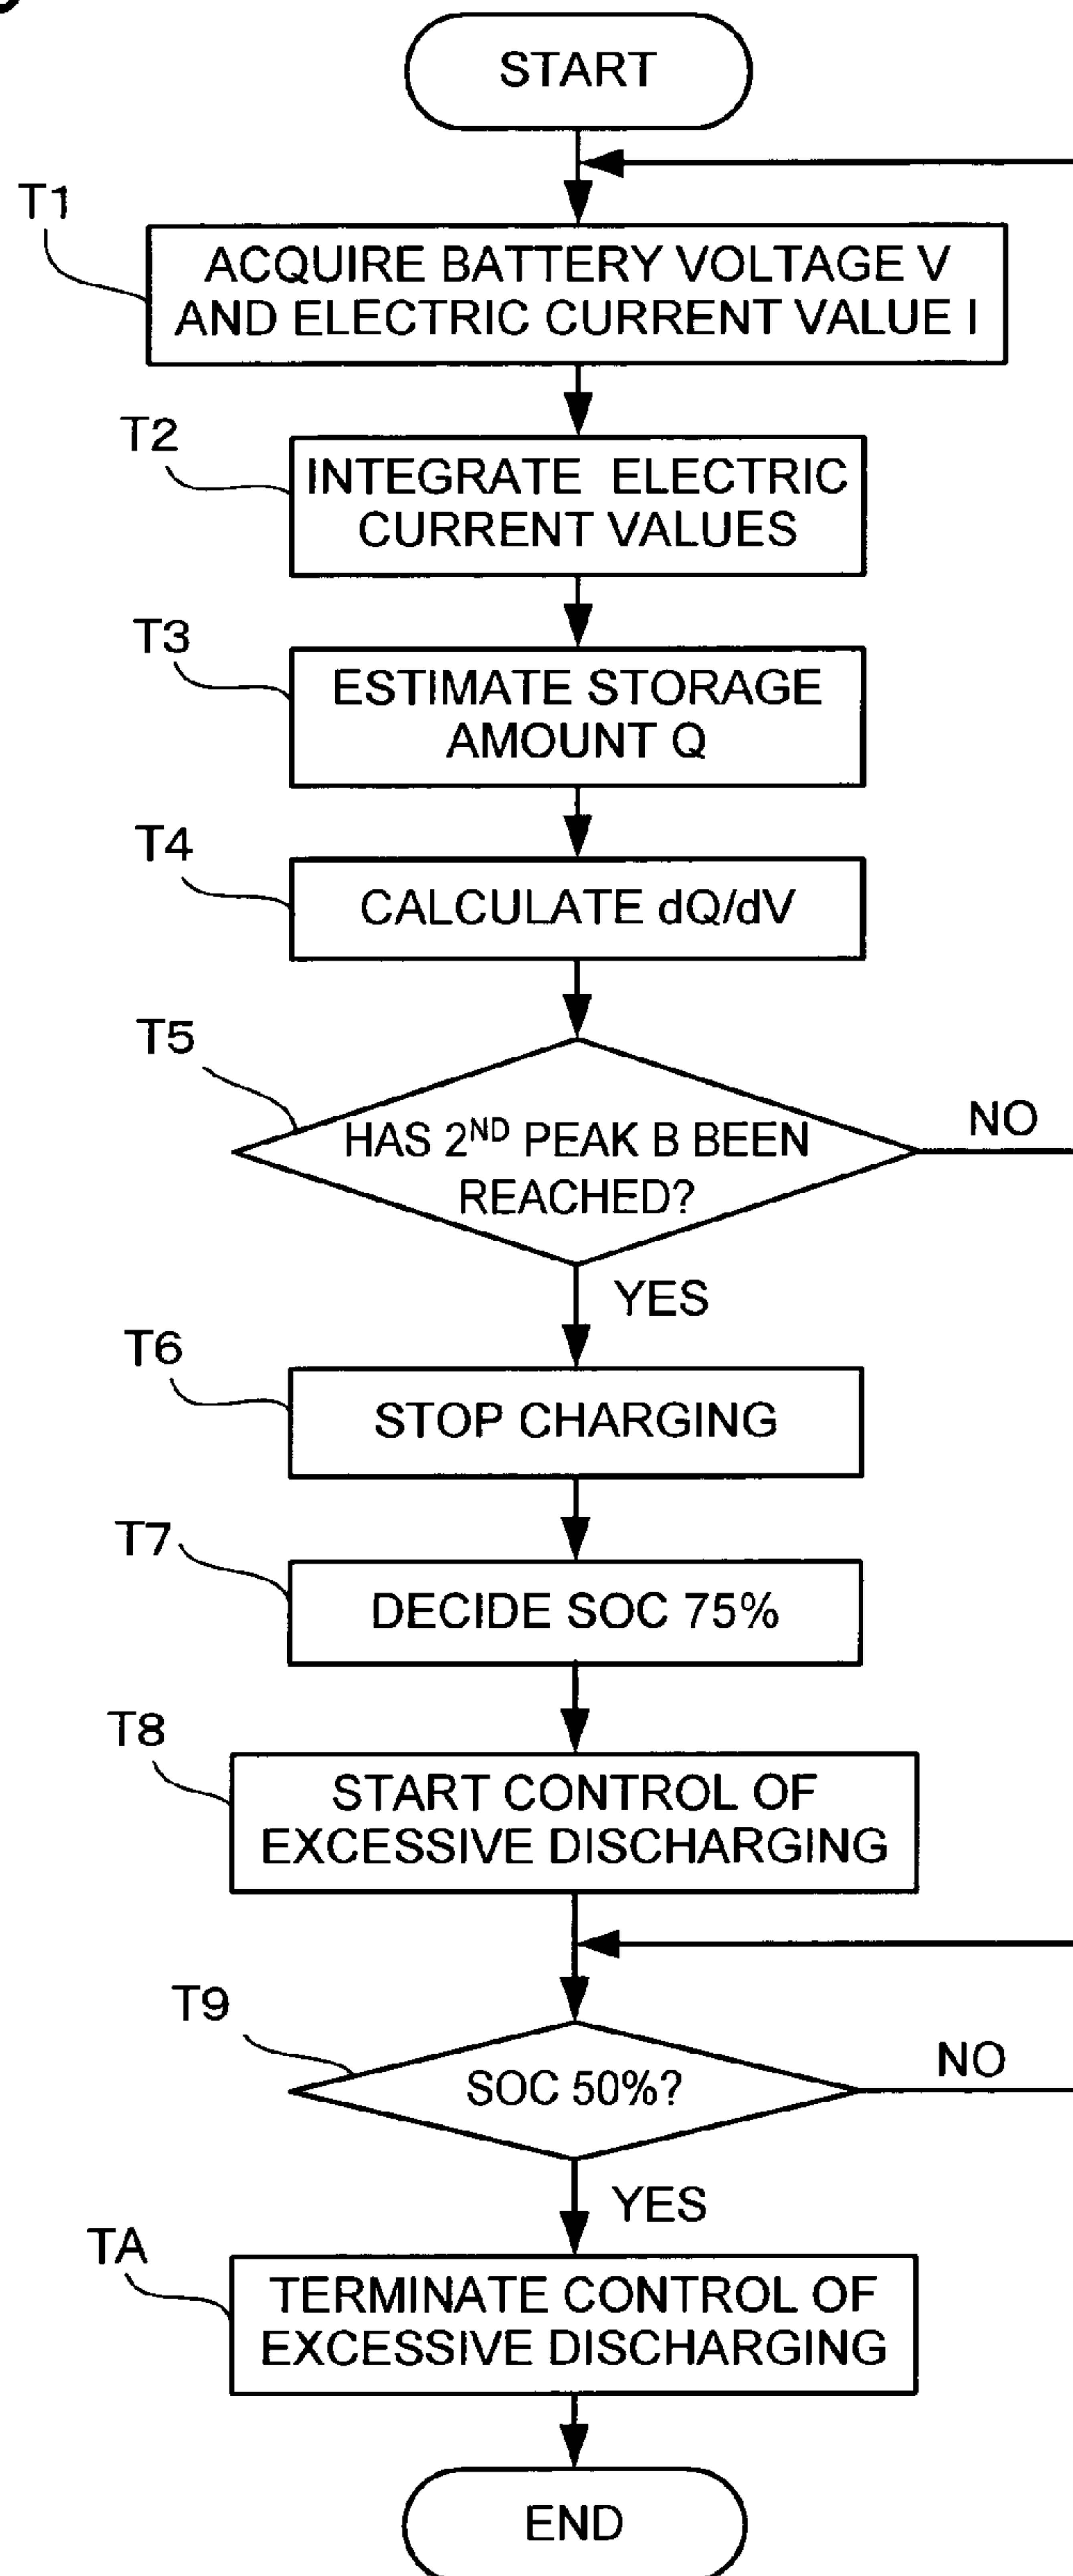 START
T1
ACQUIRE BATTERY VOLTAGE V
AND ELECTRIC CURRENT VALUE I
T2
INTEGRATE ELECTRIC
CURRENT VALUES
T3
ESTIMATE STORAGE
AMOUNT Q
T4
CALCULATE dQ/dV
T5
HAS 2ND PEAK B BEEN
REACHED?
NO
YES
T6
STOP CHARGING
T7
DECIDE SOC 75%
T8
START CONTROL OF
EXCESSIVE DISCHARGING
T9
SOC 50%?
NO
YES
TA
TERMINATE CONTROL OF
EXCESSIVE DISCHARGING
END